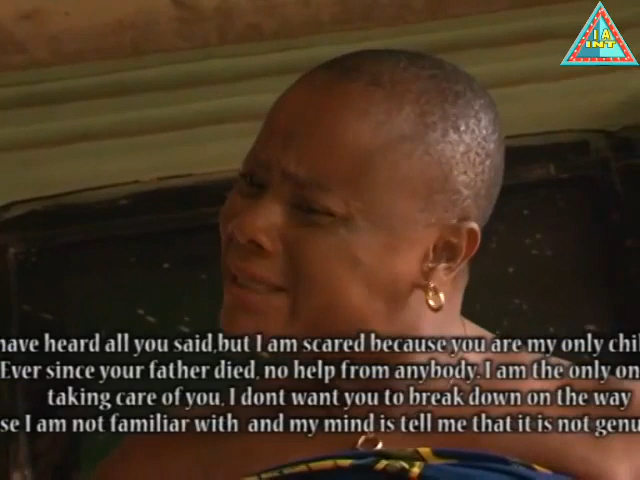 I A
INT
have heard all you said,but I am scared because you are my only chil
Ever since your father died, no help from anybody. I am the only on
taking care of you, I dont want you to break down on the way
se I am not familiar with and my mind is tell me that it is not genu